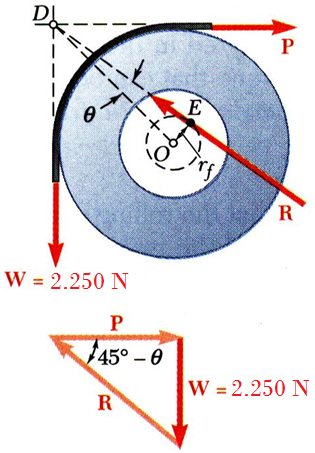 D
P
θ
E
O
r_f
R
W = 2.250 N
P
45° – θ
R
W = 2.250 N